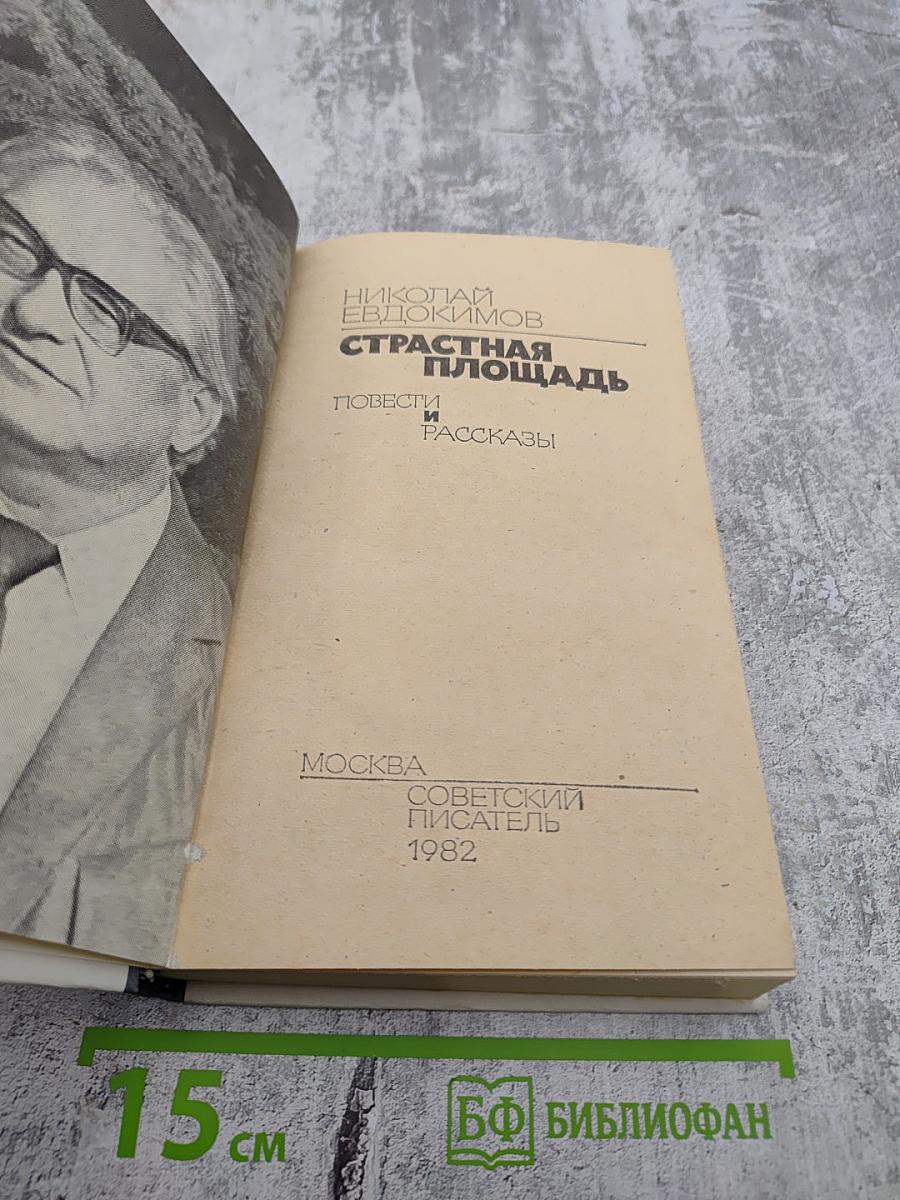 НИКОЛАЙ
ЕВДОКИМОВ
СТРАСТНАЯ
ПЛОЩАДЬ
ПОВЕСТИ
И
РАССКАЗЫ
МОСКВА
СОВЕТСКИЙ
ПИСАТЕЛЬ
1982
15 см
БФ БИБЛИОФАН